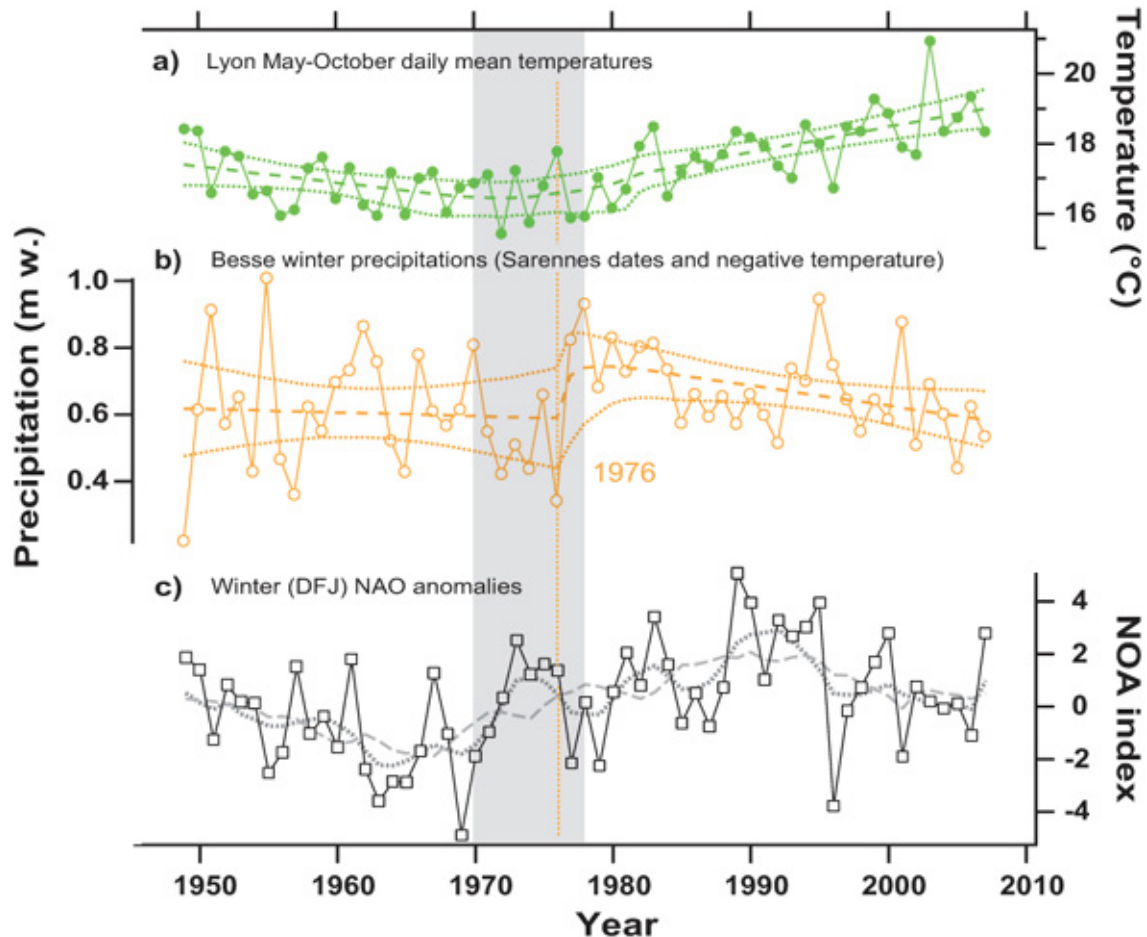 a) Lyon May-October daily mean temperatures
20
18
16
Temperature (°C)
b) Besse winter precipitations (Sarennes dates and negative temperature)
1.0
0.8
0.6
0.4
Precipitation (m w.)
1976
c) Winter (DFJ) NAO anomalies
4
2
0
-2
-4
NOA index
1950 1960 1970 1980 1990 2000 2010
Year